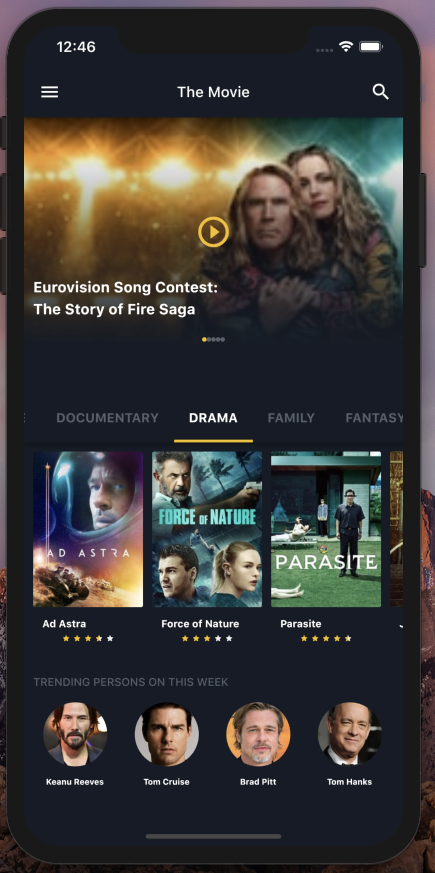 12:46
The Movie
Eurovision Song Contest:
The Story of Fire Saga
DOCUMENTARY DRAMA FAMILY FANTASY
AD ASTRA
FORCE OF NATURE
PARASITE
Ad Astra
Force of Nature
Parasite
TRENDING PERSONS ON THIS WEEK
Keanu Reeves
Tom Cruise
Brad Pitt
Tom Hanks